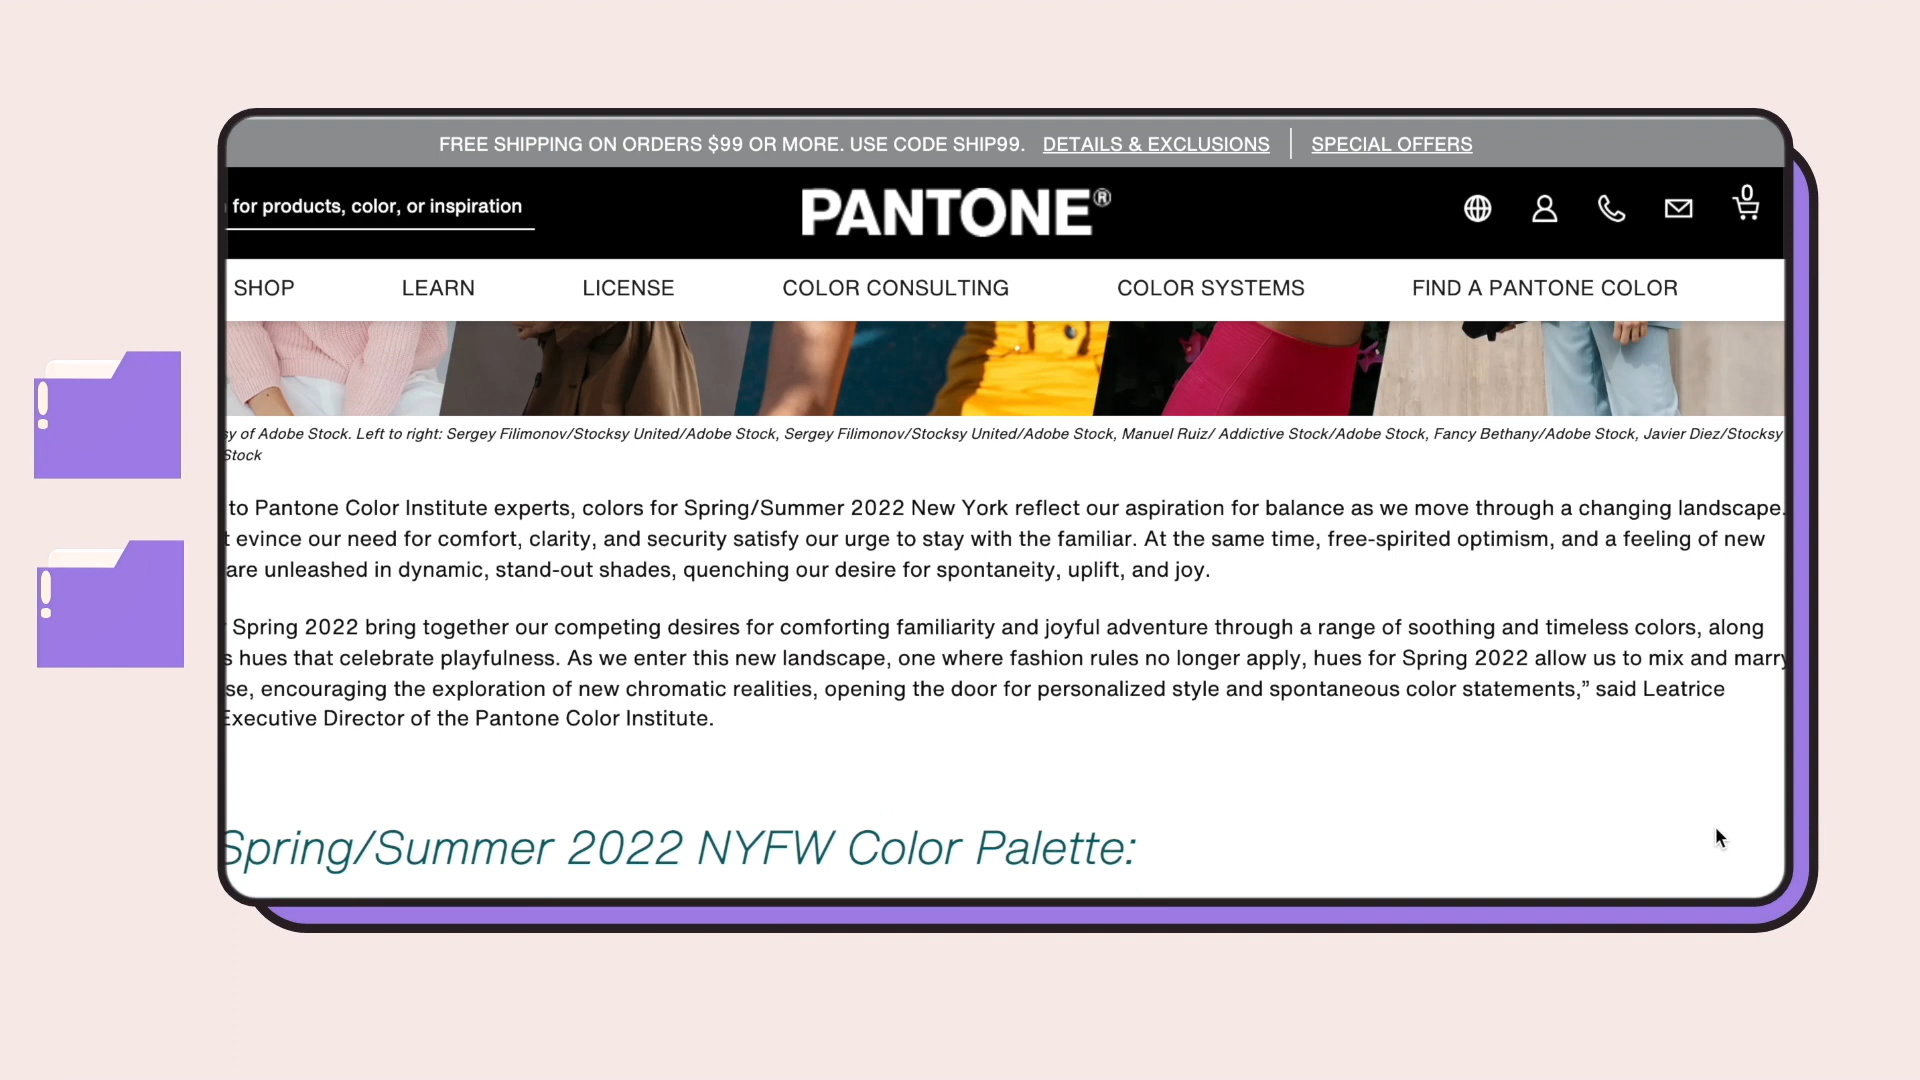 FREE SHIPPING ON ORDERS $99 OR MORE. USE CODE SHIP99. DETAILS & EXCLUSIONS SPECIAL OFFERS
for products, color, or inspiration
PANTONE®
0
SHOP LEARN LICENSE COLOR CONSULTING COLOR SYSTEMS FIND A PANTONE COLOR
sy of Adobe Stock. Left to right: Sergey Filimonov/Stocksy United/Adobe Stock, Sergey Filimonov/Stocksy United/Adobe Stock, Manuel Ruiz/ Addictive Stock/Adobe Stock, Fancy Bethany/Adobe Stock, Javier Diez/Stocksy
Stock
to Pantone Color Institute experts, colors for Spring/Summer 2022 New York reflect our aspiration for balance as we move through a changing landscape.
t evince our need for comfort, clarity, and security satisfy our urge to stay with the familiar. At the same time, free-spirited optimism, and a feeling of new
are unleashed in dynamic, stand-out shades, quenching our desire for spontaneity, uplift, and joy.
Spring 2022 bring together our competing desires for comforting familiarity and joyful adventure through a range of soothing and timeless colors, along
s hues that celebrate playfulness. As we enter this new landscape, one where fashion rules no longer apply, hues for Spring 2022 allow us to mix and marry
se, encouraging the exploration of new chromatic realities, opening the door for personalized style and spontaneous color statements,” said Leatrice
Executive Director of the Pantone Color Institute.
Spring/Summer 2022 NYFW Color Palette: